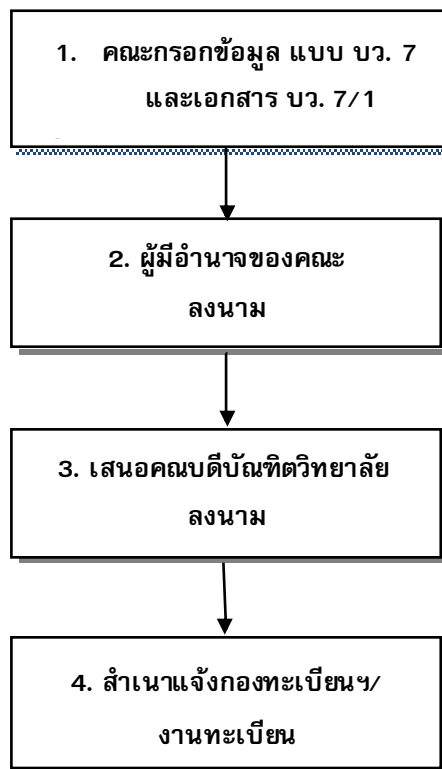 1. คณะกรอกข้อมูล แบบ บว. 7
และเอกสาร บว. 7/1
2. ผู้มีอำนาจของคณะ
ลงนาม
3. เสนอคณบดีบัณฑิตวิทยาลัย
ลงนาม
4. สำเนาแจ้งกองทะเบียนฯ/
งานทะเบียน